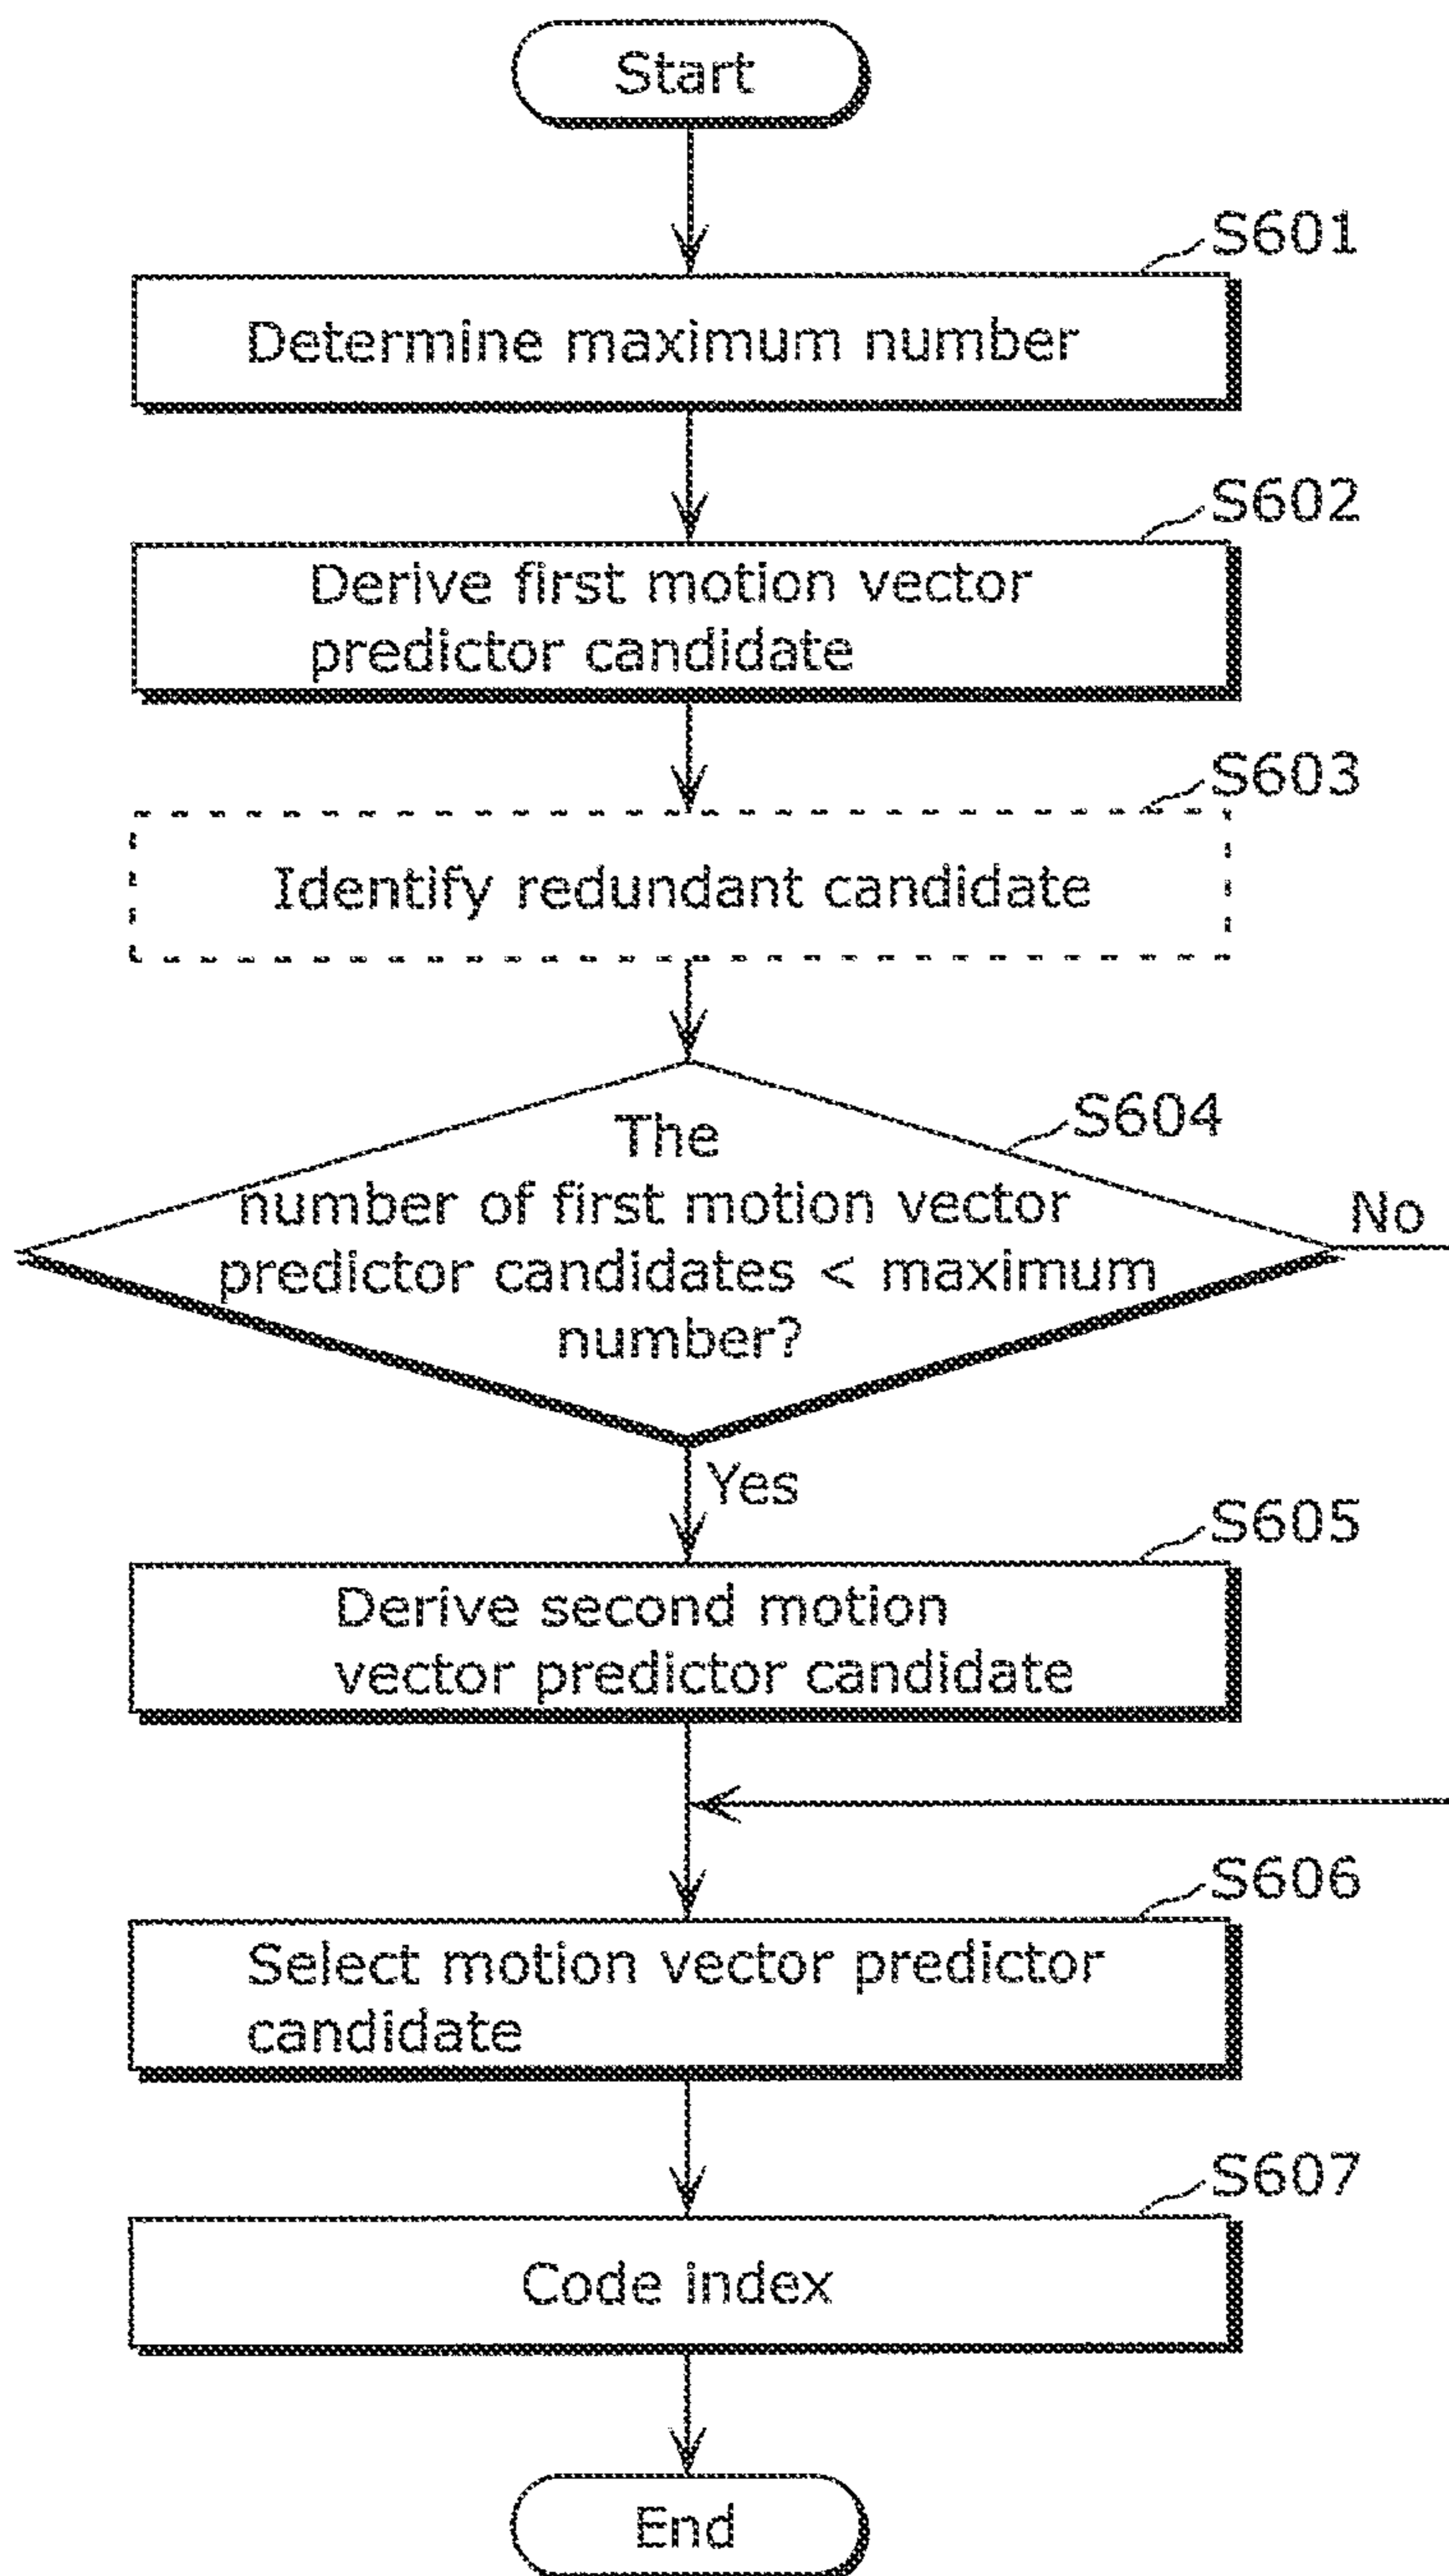 Start
S601
Determine maximum number
S602
Derive first motion vector
predictor candidate
S603
Identify redundant candidate
S604
The
number of first motion vector
predictor candidates < maximum
number?
No
Yes
S605
Derive second motion
vector predictor candidate
S606
Select motion vector predictor
candidate
S607
Code index
End